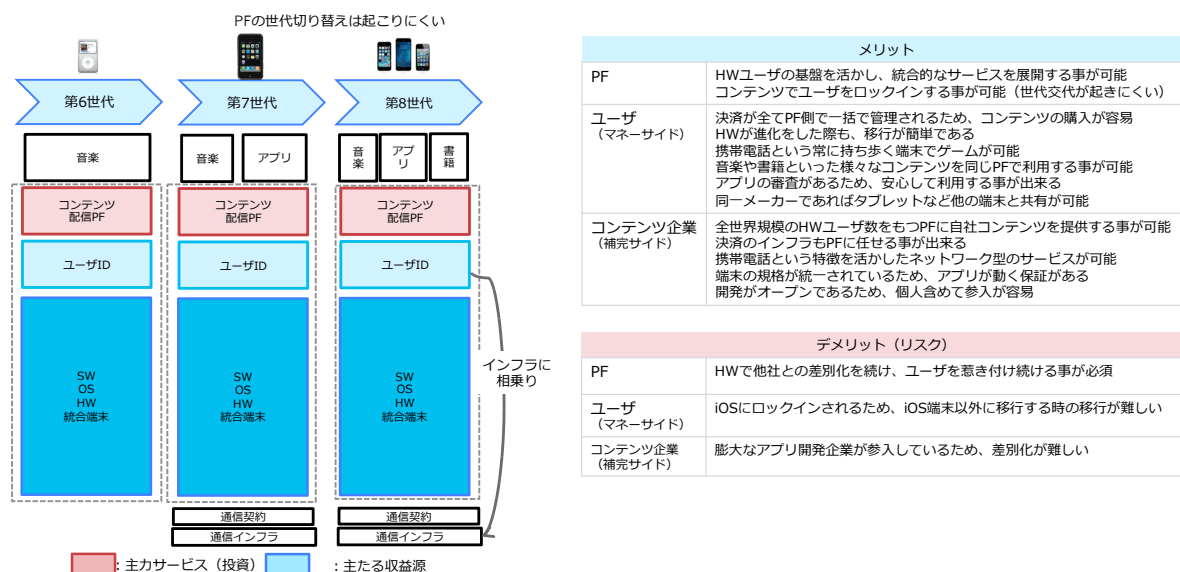 PFの世代切り替えは起こりにくい
第6世代
第7世代
第8世代
音楽
音楽
アプリ
音
楽
アプ
リ
書
籍
コンテンツ
配信PF
コンテンツ
配信PF
コンテンツ
配信PF
ユーザID
ユーザID
ユーザID
SW
OS
HW
統合端末
SW
OS
HW
統合端末
SW
OS
HW
統合端末
インフラに
相乗り
通信契約
通信インフラ
通信契約
通信インフラ
：主力サービス（投資）
：主たる収益源
メリット
PF
HWユーザの基盤を活かし、統合的なサービスを展開する事が可能
コンテンツでユーザをロックインする事が可能（世代交代が起きにくい）
ユーザ
（マネーサイド）
決済が全てPF側で一括で管理されるため、コンテンツの購入が容易
HWが進化をした際も、移行が簡単である
携帯電話という常に持ち歩く端末でゲームが可能
音楽や書籍といった様々なコンテンツを同じPFで利用する事が可能
アプリの審査があるため、安心して利用する事が出来る
同一メーカーであればタブレットなど他の端末と共有が可能
コンテンツ企業
（補完サイド）
全世界規模のHWユーザ数をもつPFに自社コンテンツを提供する事が可能
決済のインフラもPFに任せる事が出来る
携帯電話という特徴を活かしたネットワーク型のサービスが可能
端末の規格が統一されているため、アプリが動く保証がある
開発がオープンであるため、個人含めて参入が容易
デメリット（リスク）
PF
HWで他社との差別化を続け、ユーザを惹き付け続ける事が必須
ユーザ
（マネーサイド）
iOSにロックインされるため、iOS端末以外に移行する時の移行が難しい
コンテンツ企業
（補完サイド）
膨大なアプリ開発企業が参入しているため、差別化が難しい